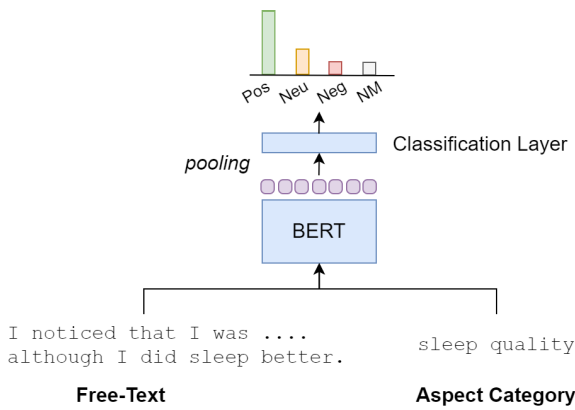 Pos Neu Neg NM
Classification Layer
pooling
BERT
I noticed that I was ....
although I did sleep better.
sleep quality
Free-Text
Aspect Category